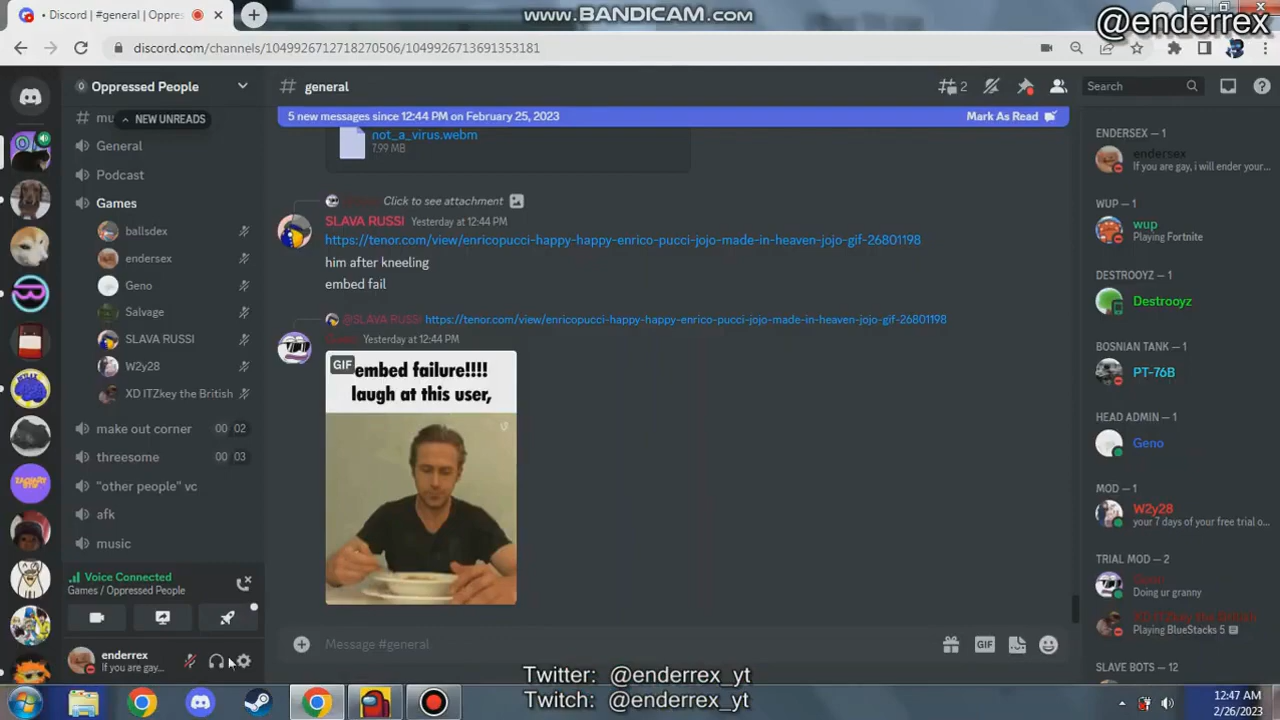 www.BANDICAM.com
@enderrex
• Discord | #general | Oppres
discord.com/channels/1049926712718270506/1049926713691353181
Oppressed People
general
2
Search
NEW UNREADS
5 new messages since 12:44 PM on February 25, 2023
Mark As Read
General
Podcast
Games
ballsdex
endersex
Geno
Salvage
SLAVA RUSSI
W2y28
XD ITZkey the British
make out corner
00 02
threesome
00 03
"other people" vc
afk
music
Voice Connected
Games / Oppressed People
enderrex
If you are gay...
not_a_virus.webm
7.99 MB
Click to see attachment
SLAVA RUSSI Yesterday at 12:44 PM
https://tenor.com/view/enricopucci-happy-happy-enrico-pucci-jojo-made-in-heaven-jojo-gif-26801198
him after kneeling
embed fail
@SLAVA RUSSI https://tenor.com/view/enricopucci-happy-happy-enrico-pucci-jojo-made-in-heaven-jojo-gif-26801198
Yesterday at 12:44 PM
GIF
embed failure!!!!
laugh at this user,
Message #general
GIF
ENDERSEX — 1
endersex
If you are gay, i will ender your...
WUP — 1
wup
Playing Fortnite
DESTROOYZ — 1
Destrooyz
BOSNIAN TANK — 1
PT-76B
HEAD ADMIN — 1
Geno
MOD — 1
W2y28
your 7 days of your free trial o...
TRIAL MOD — 2
Doing ur granny
Playing BlueStacks 5
SLAVE BOTS — 12
Twitter: @enderrex_yt
Twitch: @enderrex_yt
12:47 AM
2/26/2023